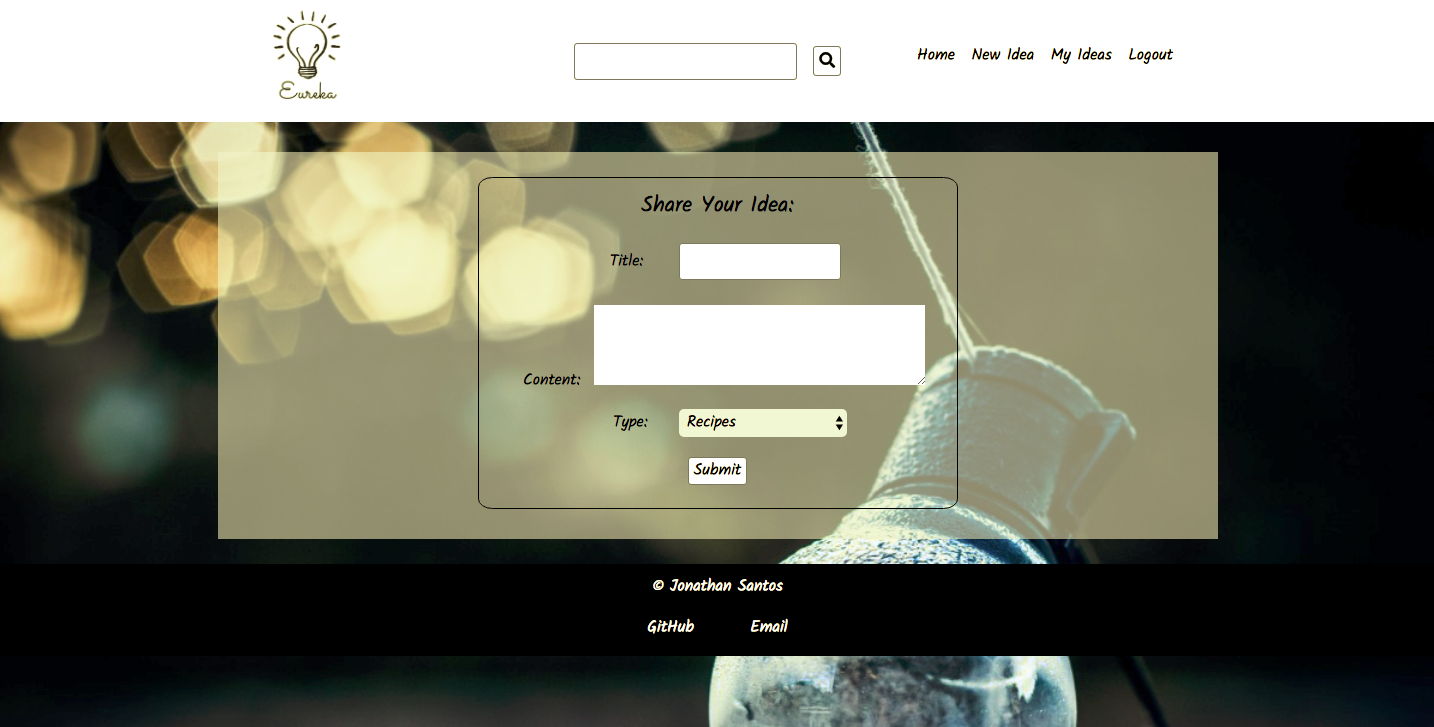 Eureka
Home New Idea My Ideas Logout
Share Your Idea:
Title:
Content:
Type: Recipes
Submit
© Jonathan Santos
GitHub Email